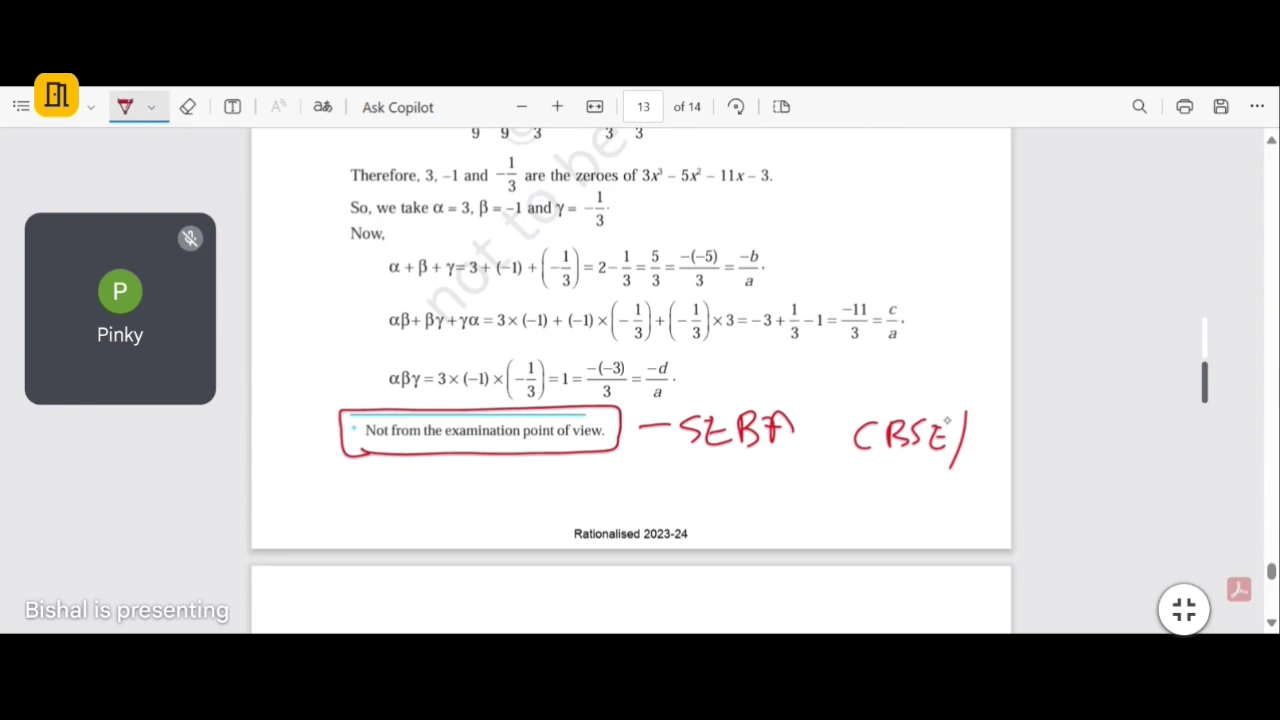 Ask Copilot
13 of 14
9 9 3 3 3
Therefore, 3, –1 and −1/3 are the zeroes of 3x³ – 5x² – 11x – 3.
So, we take α = 3, β = –1 and γ = −1/3.
Now,
α + β + γ = 3 + (−1) + (−1/3) = 2 − 1/3 = 5/3 = −(−5)/3 = −b/a.
αβ + βγ + γα = 3 × (−1) + (−1) × (−1/3) + (−1/3) × 3 = −3 + 1/3 − 1 = −11/3 = c/a.
αβγ = 3 × (−1) × (−1/3) = 1 = −(−3)/3 = −d/a.
* Not from the examination point of view. — SEBA CBSE/
Rationalised 2023-24
not to be
P
Pinky
Bishal is presenting